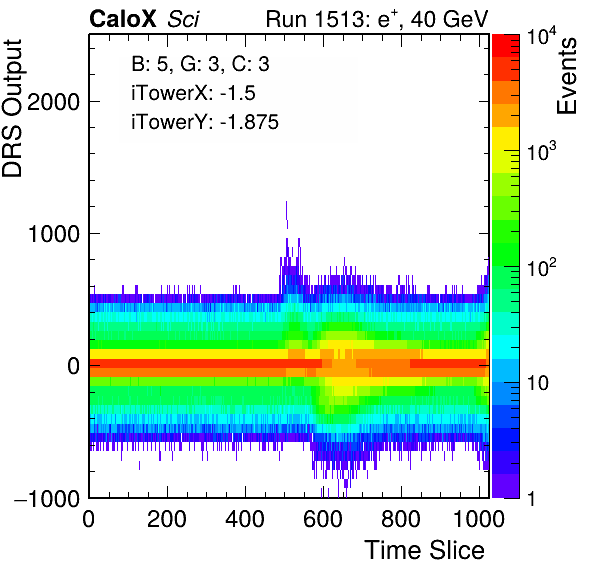 CaloX Sci Run 1513: e⁺, 40 GeV
B: 5, G: 3, C: 3
iTowerX: -1.5
iTowerY: -1.875
DRS Output
2000
1000
0
−1000
0 200 400 600 800 1000
Time Slice
Events
10⁴
10³
10²
10
1